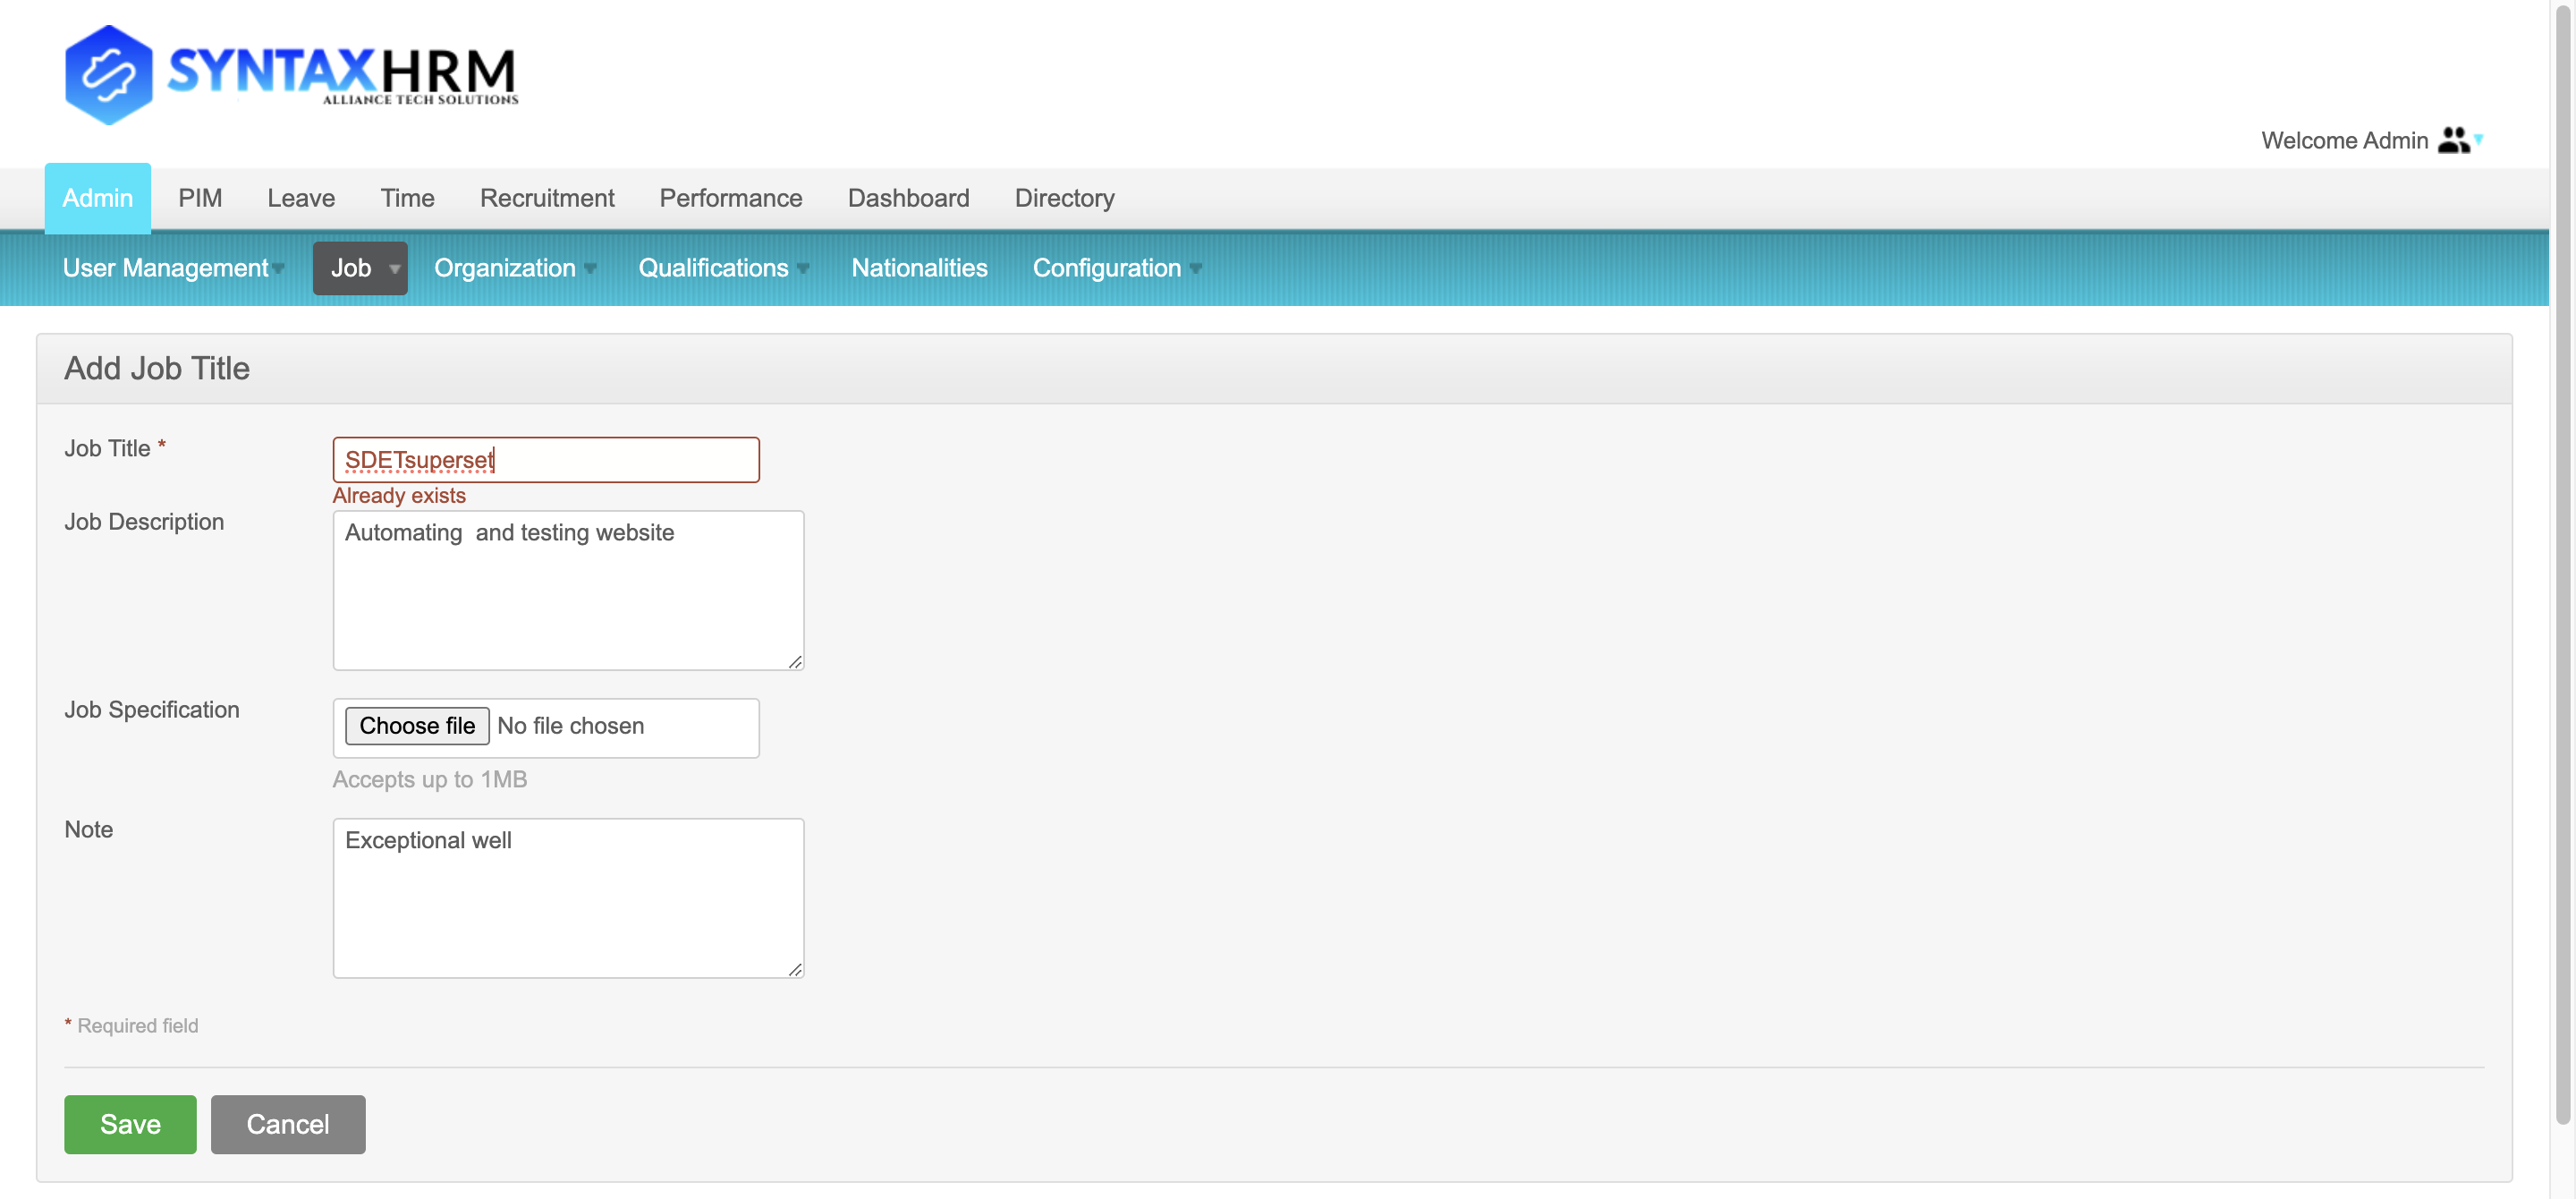 SYNTAXHRM
ALLIANCE TECH SOLUTIONS
Welcome Admin
Admin PIM Leave Time Recruitment Performance Dashboard Directory
User Management Job Organization Qualifications Nationalities Configuration
Add Job Title
Job Title * SDETsuperset
Already exists
Job Description Automating  and testing website
Job Specification Choose file No file chosen
Accepts up to 1MB
Note Exceptional well
* Required field
Save Cancel